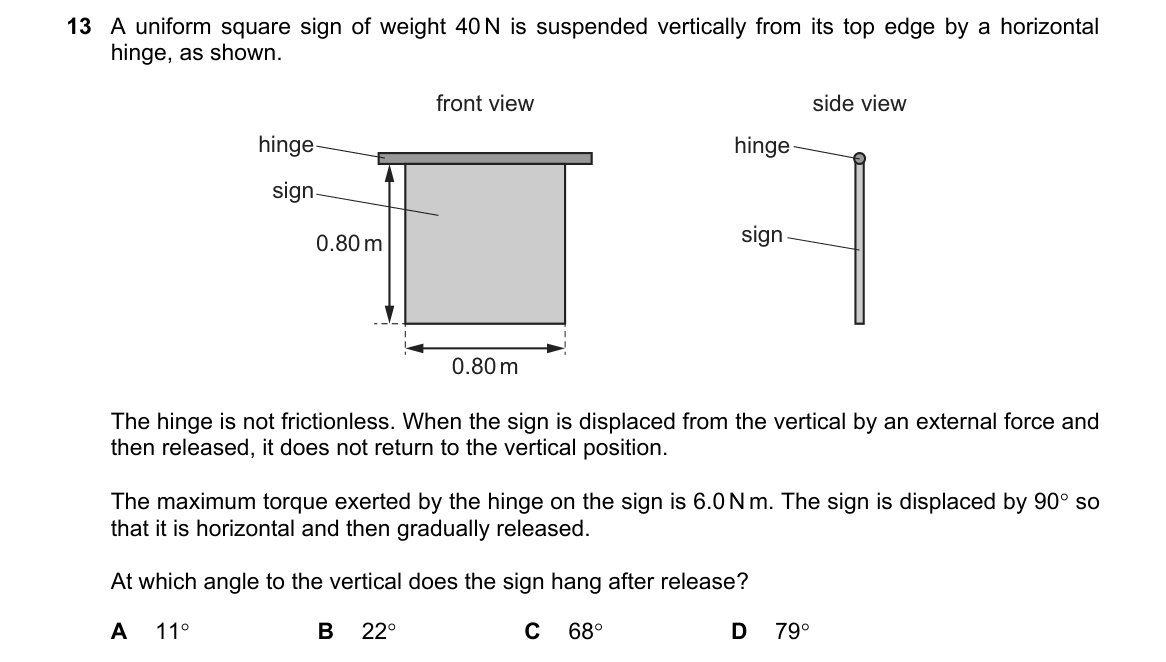 13 A uniform square sign of weight 40 N is suspended vertically from its top edge by a horizontal
hinge, as shown.
front view
side view
hinge
hinge
sign
sign
0.80 m
0.80 m
The hinge is not frictionless. When the sign is displaced from the vertical by an external force and
then released, it does not return to the vertical position.
The maximum torque exerted by the hinge on the sign is 6.0 N m. The sign is displaced by 90° so
that it is horizontal and then gradually released.
At which angle to the vertical does the sign hang after release?
A 11° B 22° C 68° D 79°